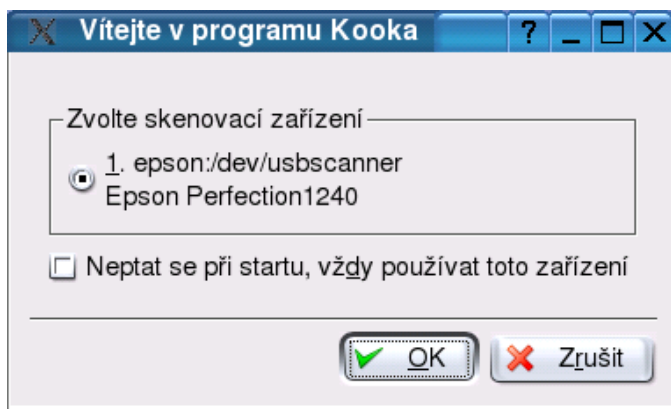 Vítejte v programu Kooka
Zvolte skenovací zařízení
1. epson:/dev/usbscanner
Epson Perfection1240
Neptat se při startu, vždy používat toto zařízení
OK
Zrušit